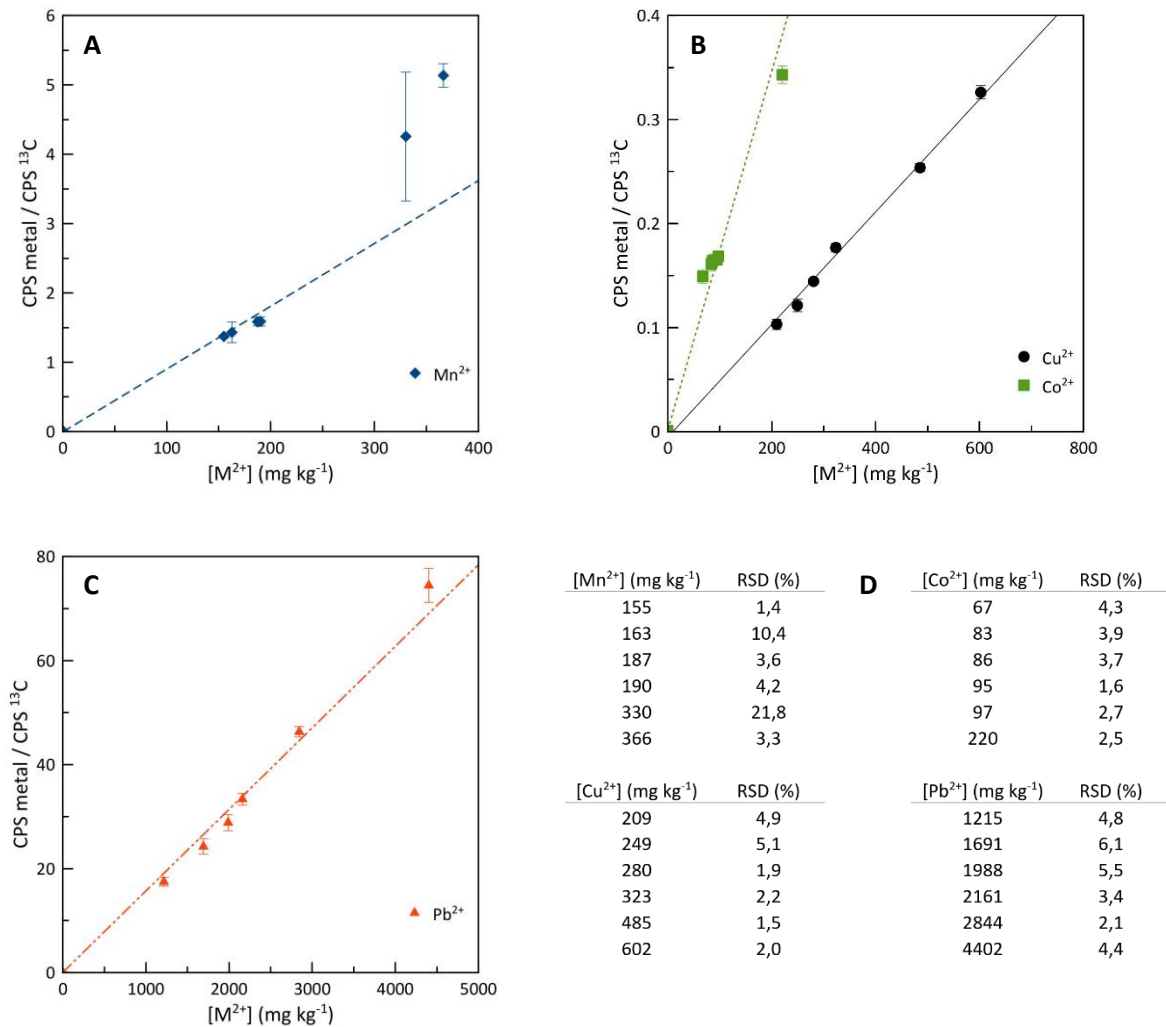 A
6
5
4
3
2
1
0
CPS metal / CPS ¹³C
Mn²⁺
0 100 200 300 400
[M²⁺] (mg kg⁻¹)
B
0.4
0.3
0.2
0.1
0
CPS metal / CPS ¹³C
Cu²⁺
Co²⁺
0 200 400 600 800
[M²⁺] (mg kg⁻¹)
C
80
60
40
20
0
CPS metal / CPS ¹³C
Pb²⁺
0 1000 2000 3000 4000 5000
[M²⁺] (mg kg⁻¹)
D
[Mn²⁺] (mg kg⁻¹) RSD (%)
155 1,4
163 10,4
187 3,6
190 4,2
330 21,8
366 3,3
[Co²⁺] (mg kg⁻¹) RSD (%)
67 4,3
83 3,9
86 3,7
95 1,6
97 2,7
220 2,5
[Cu²⁺] (mg kg⁻¹) RSD (%)
209 4,9
249 5,1
280 1,9
323 2,2
485 1,5
602 2,0
[Pb²⁺] (mg kg⁻¹) RSD (%)
1215 4,8
1691 6,1
1988 5,5
2161 3,4
2844 2,1
4402 4,4